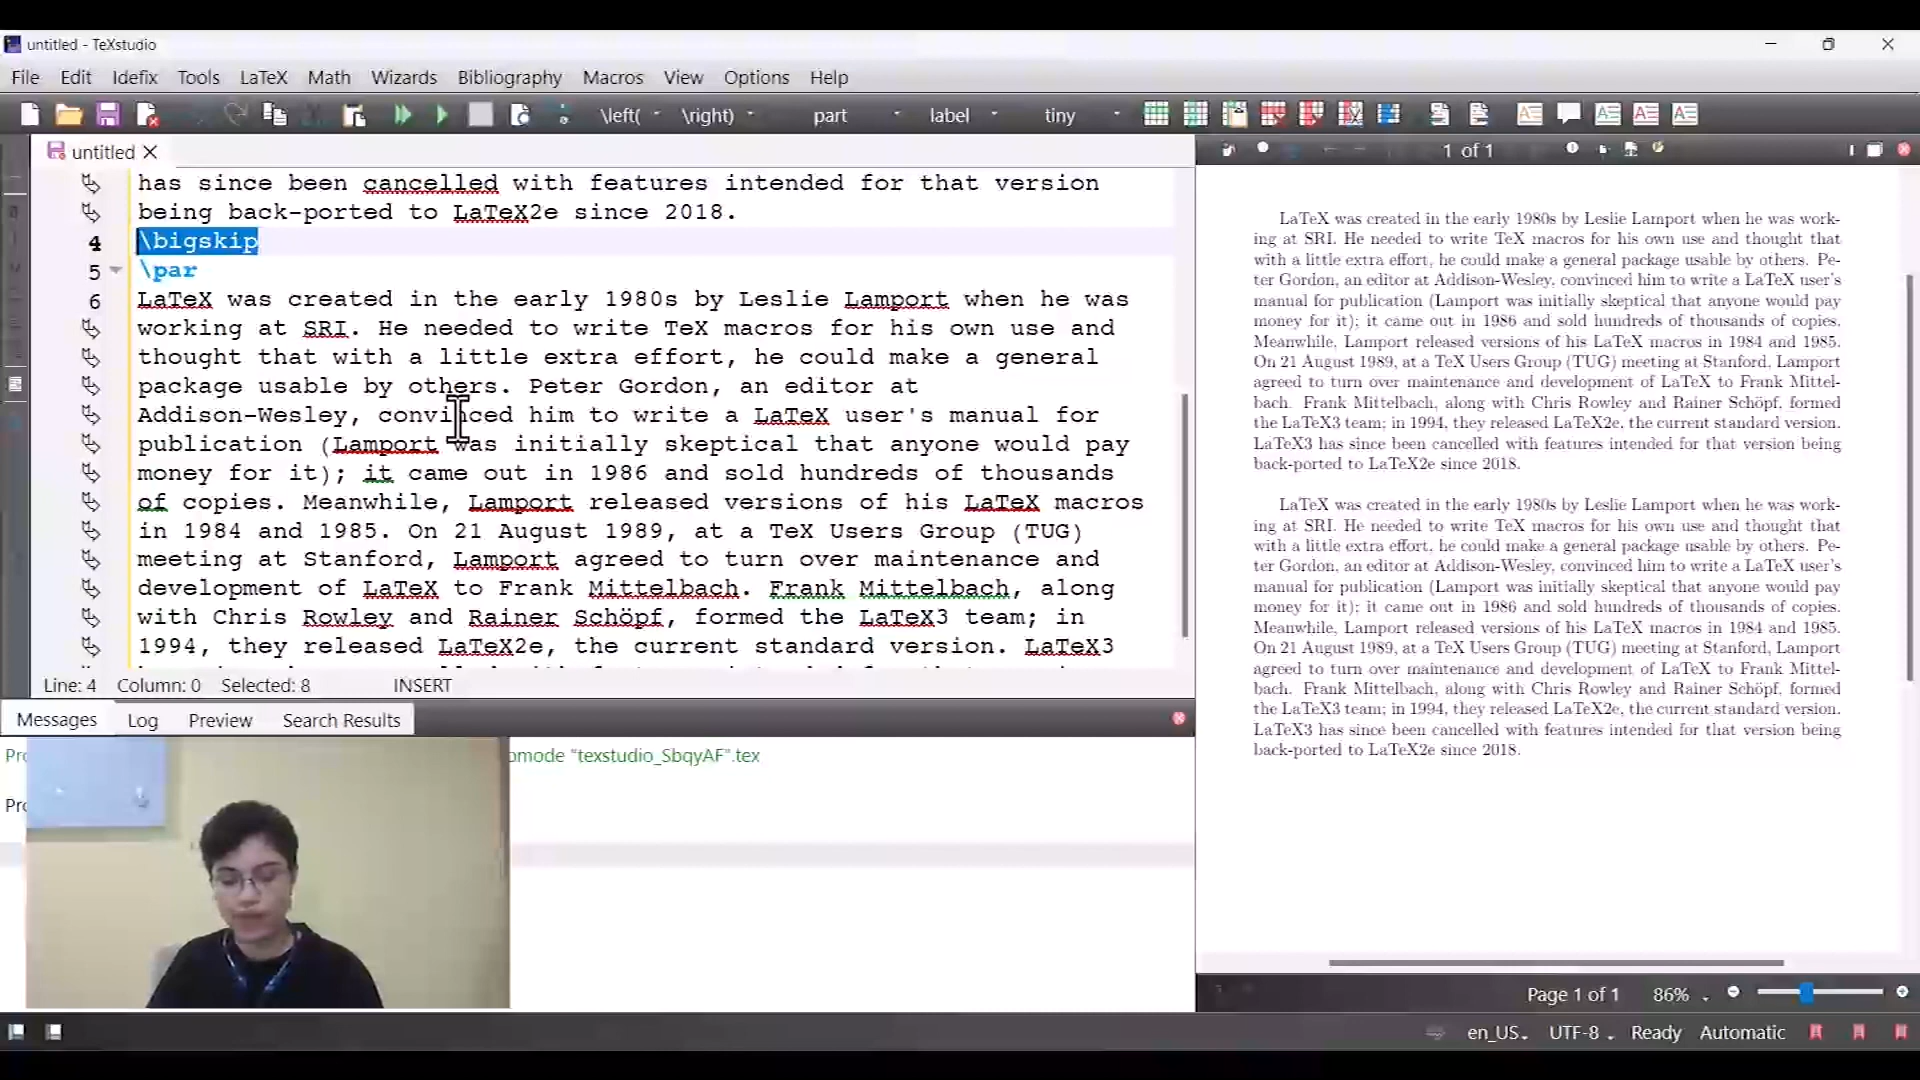 untitled - TeXstudio
File Edit Idefix Tools LaTeX Math Wizards Bibliography Macros View Options Help
\left( \right) part label tiny
untitled
1 of 1
has since been cancelled with features intended for that version
being back-ported to LaTeX2e since 2018.
4 \bigskip
5 \par
6 LaTeX was created in the early 1980s by Leslie Lamport when he was
working at SRI. He needed to write TeX macros for his own use and
thought that with a little extra effort, he could make a general
package usable by others. Peter Gordon, an editor at
Addison-Wesley, convinced him to write a LaTeX user's manual for
publication (Lamport was initially skeptical that anyone would pay
money for it); it came out in 1986 and sold hundreds of thousands
of copies. Meanwhile, Lamport released versions of his LaTeX macros
in 1984 and 1985. On 21 August 1989, at a TeX Users Group (TUG)
meeting at Stanford, Lamport agreed to turn over maintenance and
development of LaTeX to Frank Mittelbach. Frank Mittelbach, along
with Chris Rowley and Rainer Schöpf, formed the LaTeX3 team; in
1994, they released LaTeX2e, the current standard version. LaTeX3
Line: 4 Column: 0 Selected: 8 INSERT
Messages Log Preview Search Results
Pro
omode "texstudio_SbqyAF".tex
Pro
LaTeX was created in the early 1980s by Leslie Lamport when he was work-
ing at SRI. He needed to write TeX macros for his own use and thought that
with a little extra effort, he could make a general package usable by others. Pe-
ter Gordon, an editor at Addison-Wesley, convinced him to write a LaTeX user's
manual for publication (Lamport was initially skeptical that anyone would pay
money for it); it came out in 1986 and sold hundreds of thousands of copies.
Meanwhile, Lamport released versions of his LaTeX macros in 1984 and 1985.
On 21 August 1989, at a TeX Users Group (TUG) meeting at Stanford, Lamport
agreed to turn over maintenance and development of LaTeX to Frank Mittel-
bach. Frank Mittelbach, along with Chris Rowley and Rainer Schöpf, formed
the LaTeX3 team; in 1994, they released LaTeX2e, the current standard version.
LaTeX3 has since been cancelled with features intended for that version being
back-ported to LaTeX2e since 2018.
LaTeX was created in the early 1980s by Leslie Lamport when he was work-
ing at SRI. He needed to write TeX macros for his own use and thought that
with a little extra effort, he could make a general package usable by others. Pe-
ter Gordon, an editor at Addison-Wesley, convinced him to write a LaTeX user's
manual for publication (Lamport was initially skeptical that anyone would pay
money for it); it came out in 1986 and sold hundreds of thousands of copies.
Meanwhile, Lamport released versions of his LaTeX macros in 1984 and 1985.
On 21 August 1989, at a TeX Users Group (TUG) meeting at Stanford, Lamport
agreed to turn over maintenance and development of LaTeX to Frank Mittel-
bach. Frank Mittelbach, along with Chris Rowley and Rainer Schöpf, formed
the LaTeX3 team; in 1994, they released LaTeX2e, the current standard version.
LaTeX3 has since been cancelled with features intended for that version being
back-ported to LaTeX2e since 2018.
Page 1 of 1 86%
en_US UTF-8 Ready Automatic